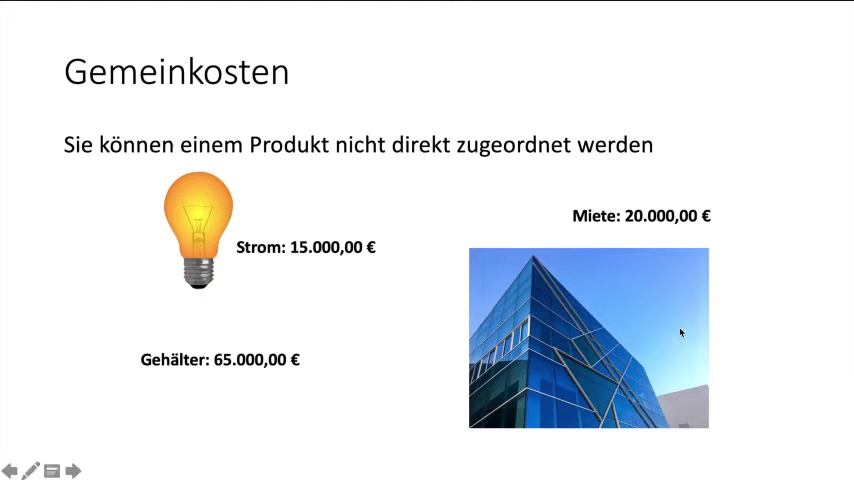 Gemeinkosten
Sie können einem Produkt nicht direkt zugeordnet werden
Miete: 20.000,00 €
Strom: 15.000,00 €
Gehälter: 65.000,00 €